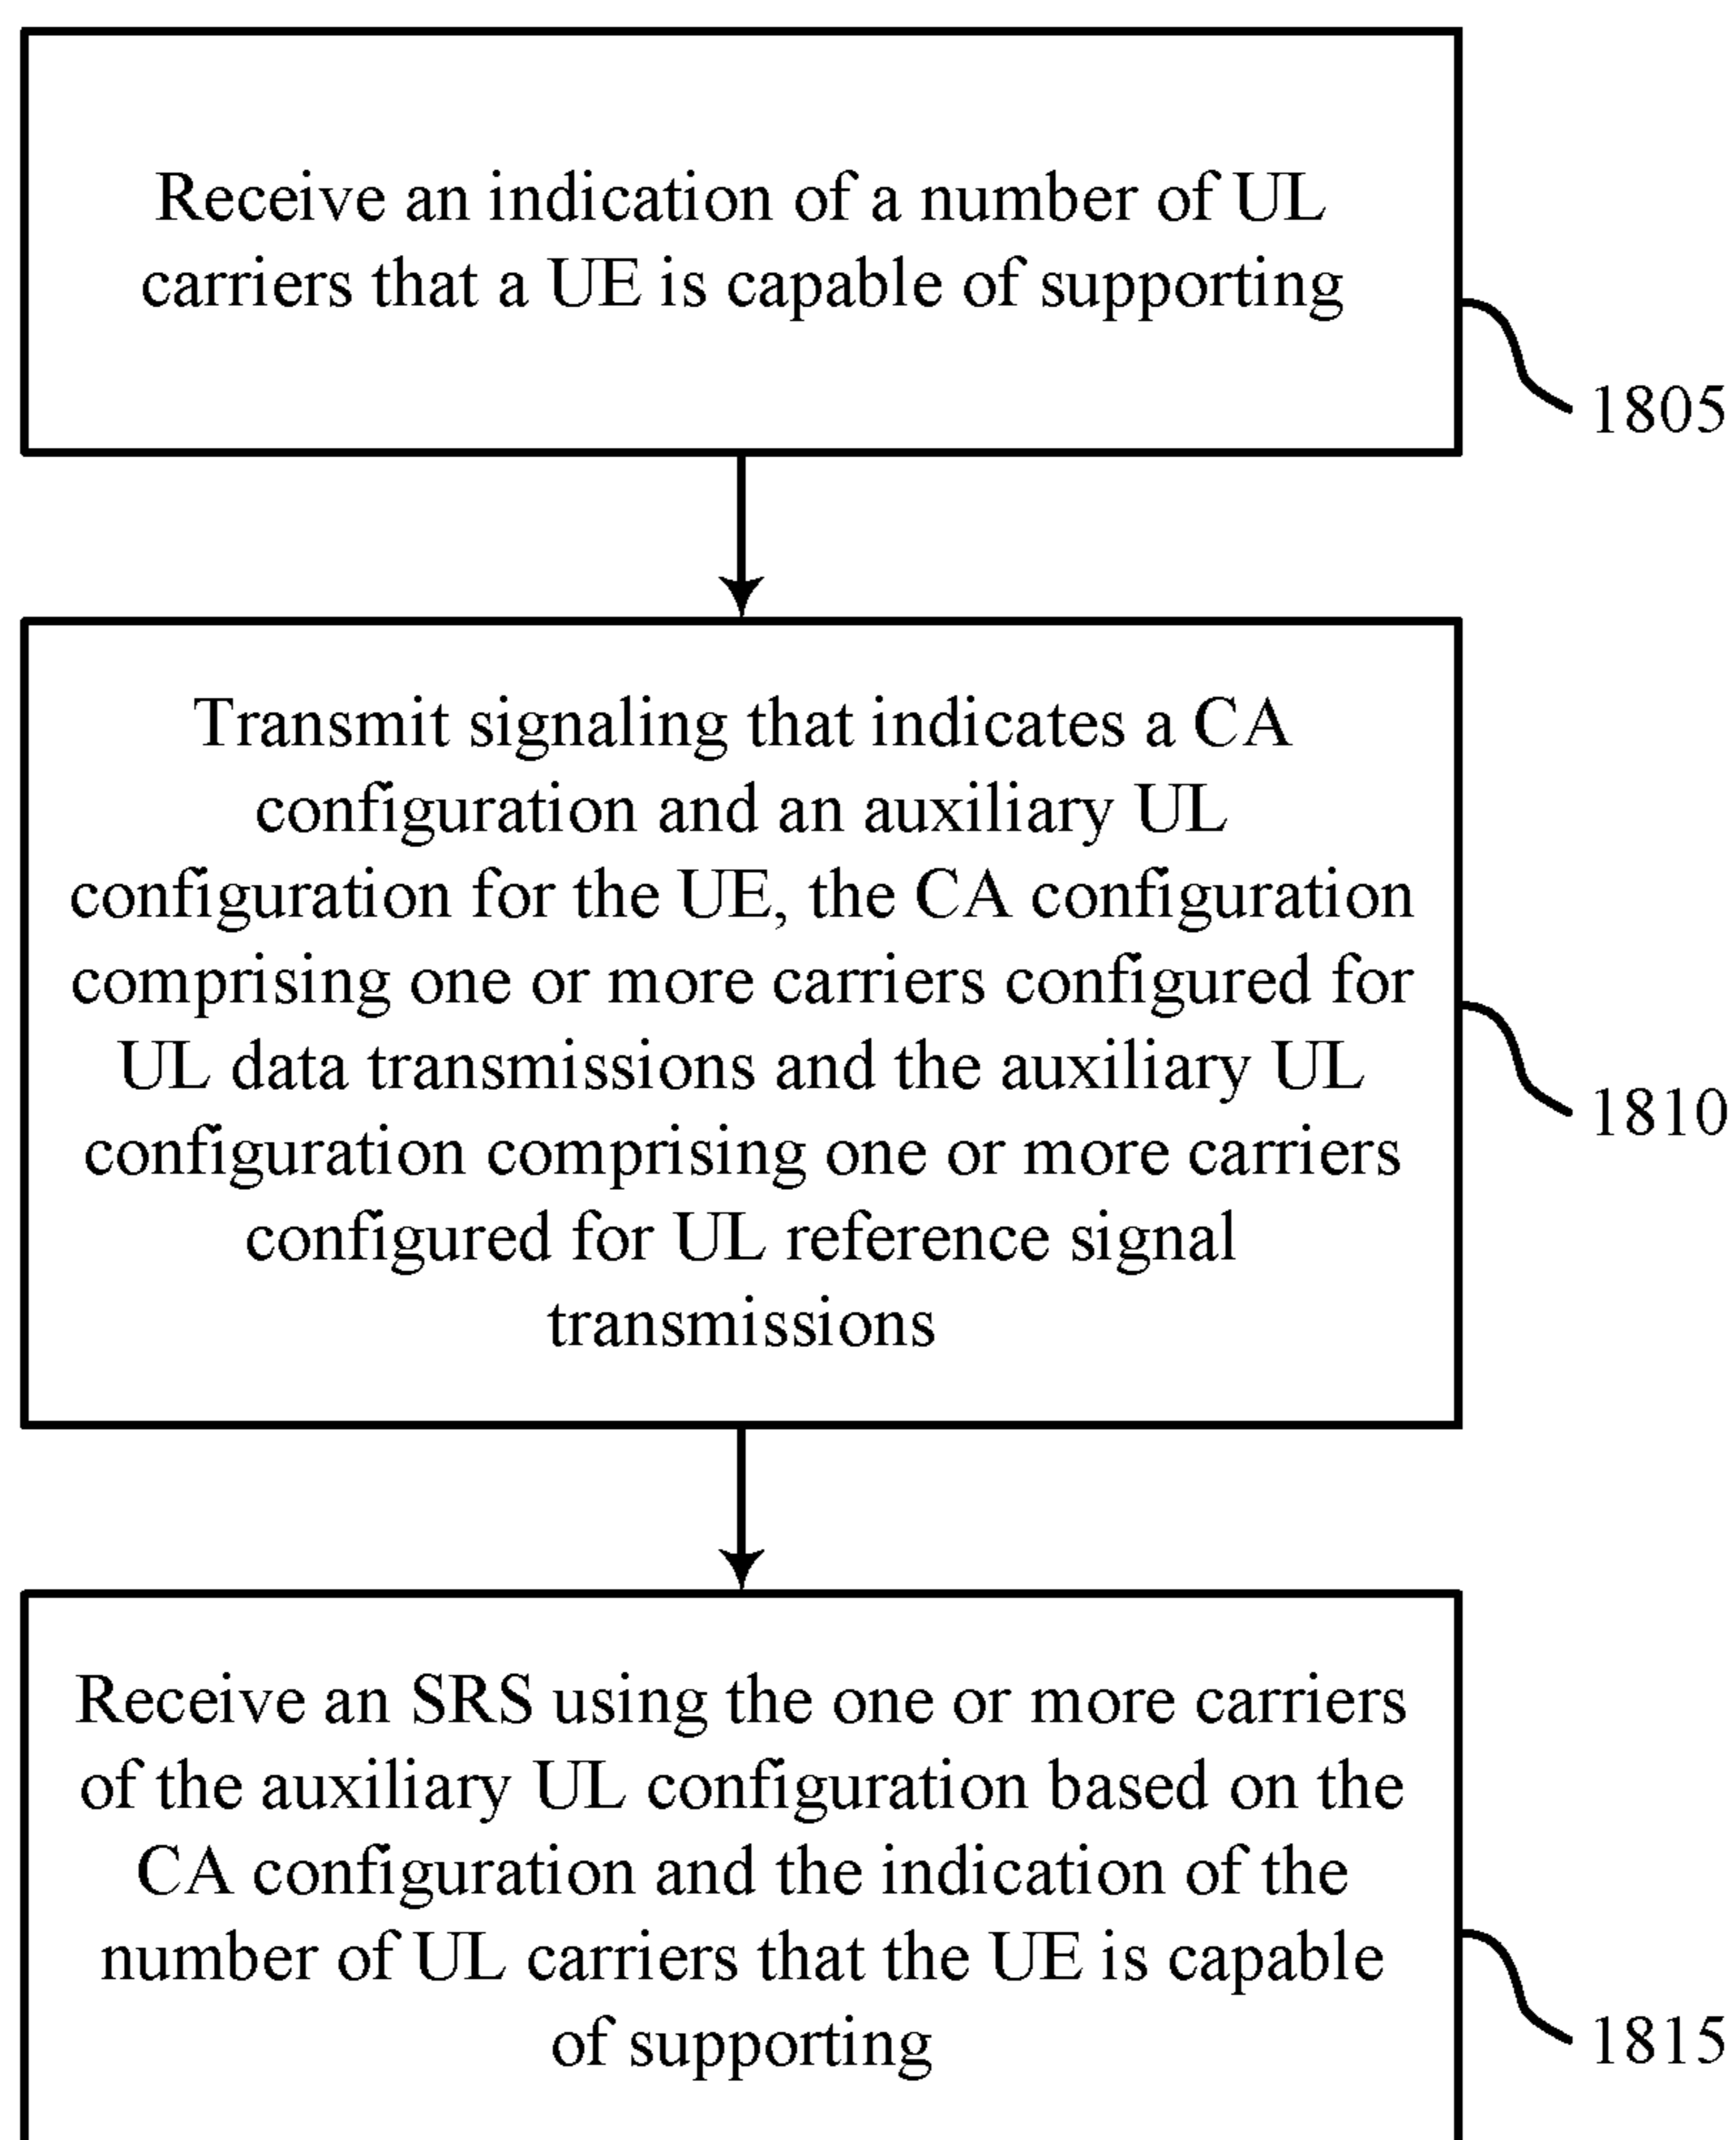 Receive an indication of a number of UL
carriers that a UE is capable of supporting
1805
Transmit signaling that indicates a CA
configuration and an auxiliary UL
configuration for the UE, the CA configuration
comprising one or more carriers configured for
UL data transmissions and the auxiliary UL
configuration comprising one or more carriers
configured for UL reference signal
transmissions
1810
Receive an SRS using the one or more carriers
of the auxiliary UL configuration based on the
CA configuration and the indication of the
number of UL carriers that the UE is capable
of supporting
1815